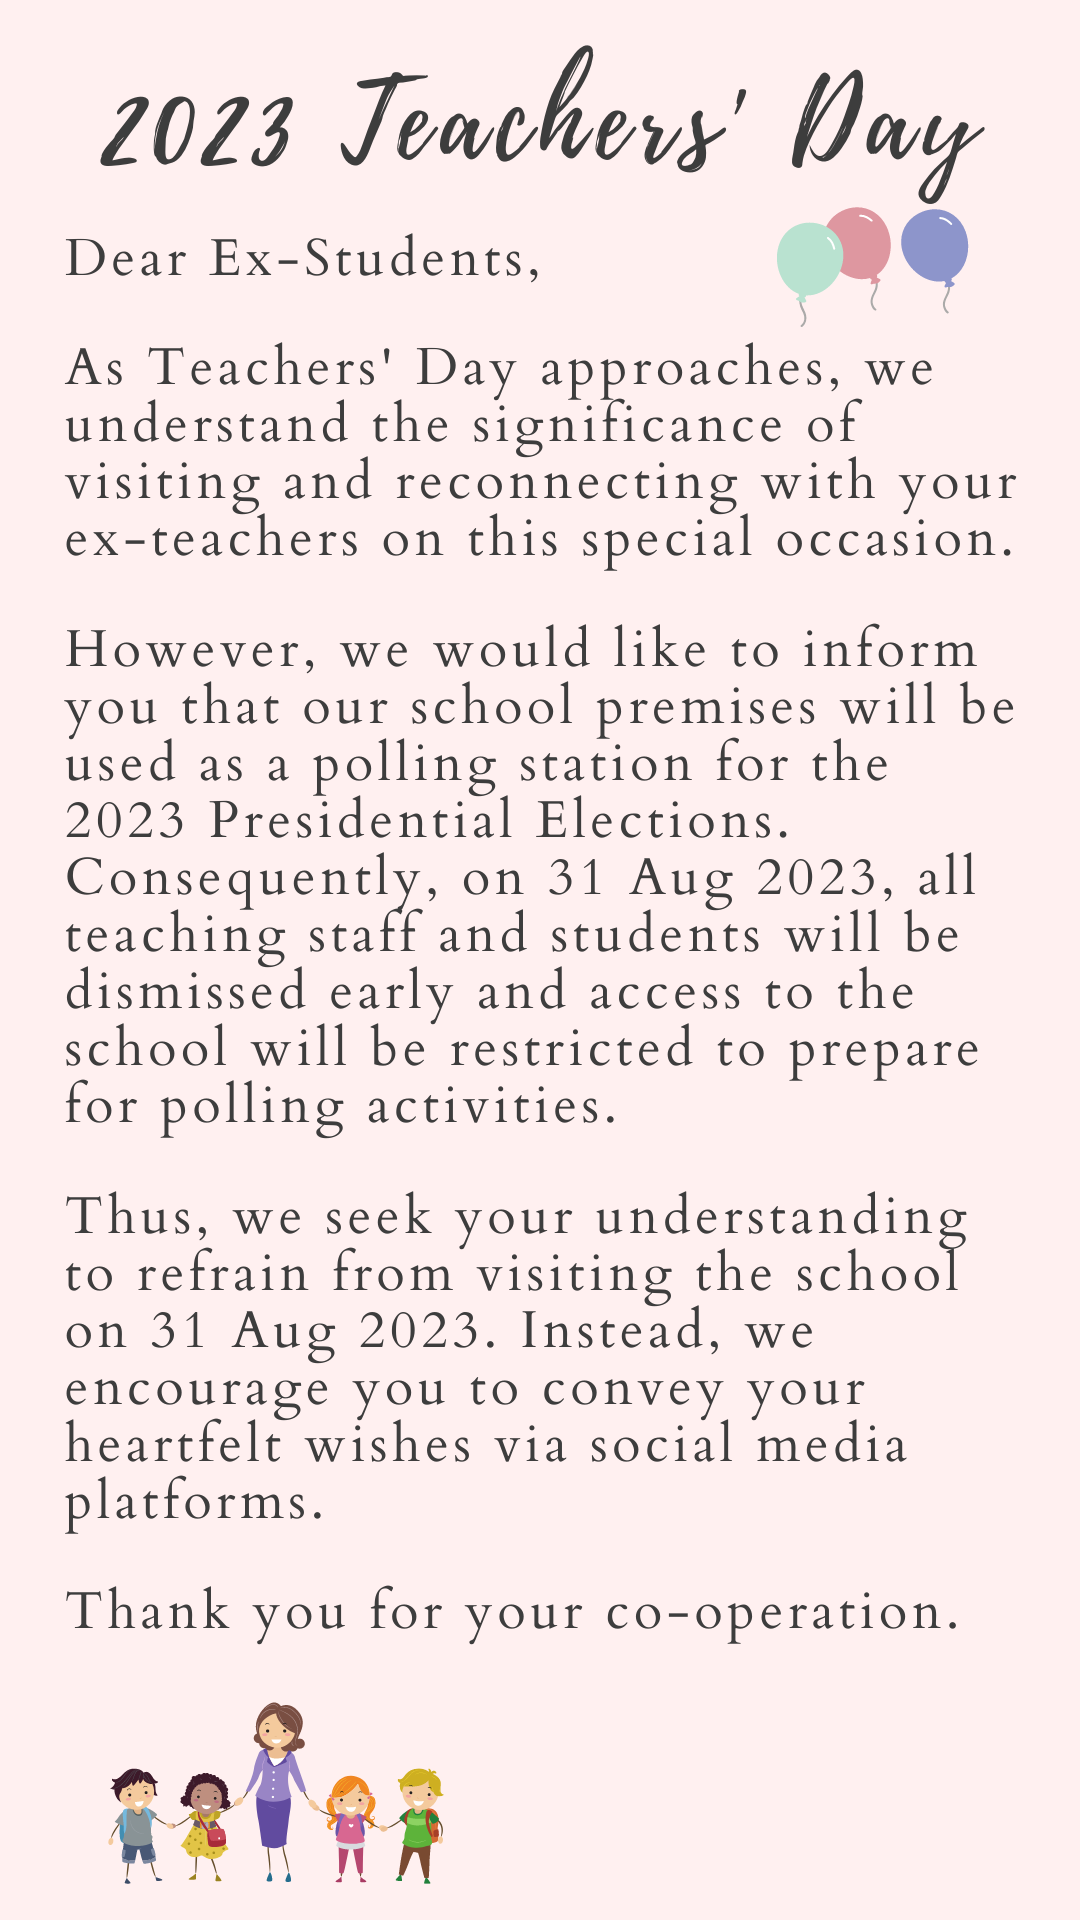 2023 Teachers' Day
Dear Ex-Students,
As Teachers' Day approaches, we
understand the significance of
visiting and reconnecting with your
ex-teachers on this special occasion.
However, we would like to inform
you that our school premises will be
used as a polling station for the
2023 Presidential Elections.
Consequently, on 31 Aug 2023, all
teaching staff and students will be
dismissed early and access to the
school will be restricted to prepare
for polling activities.
Thus, we seek your understanding
to refrain from visiting the school
on 31 Aug 2023. Instead, we
encourage you to convey your
heartfelt wishes via social media
platforms.
Thank you for your co-operation.